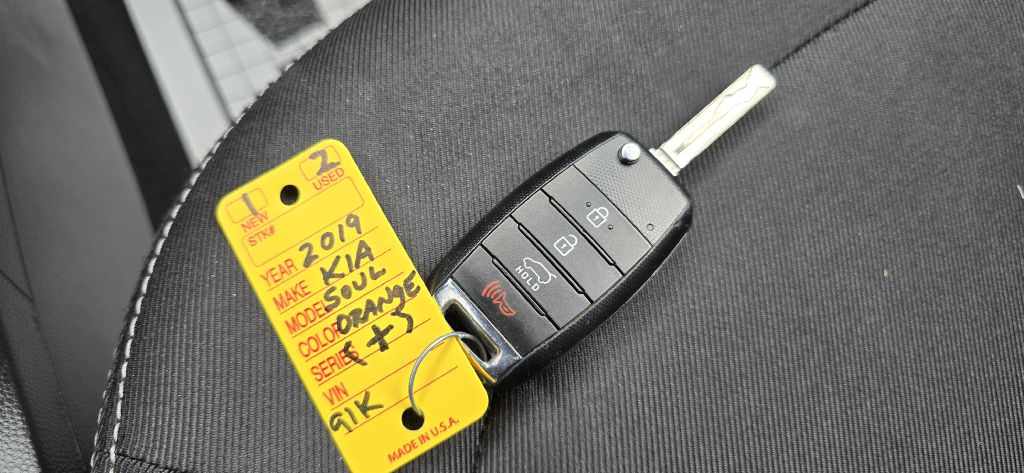 1 2
NEW USED
STK#
YEAR 2019
MAKE KIA
MODEL SOUL
COLOR ORANGE
SERIES (+)
VIN
91K
MADE IN U.S.A.
HOLD